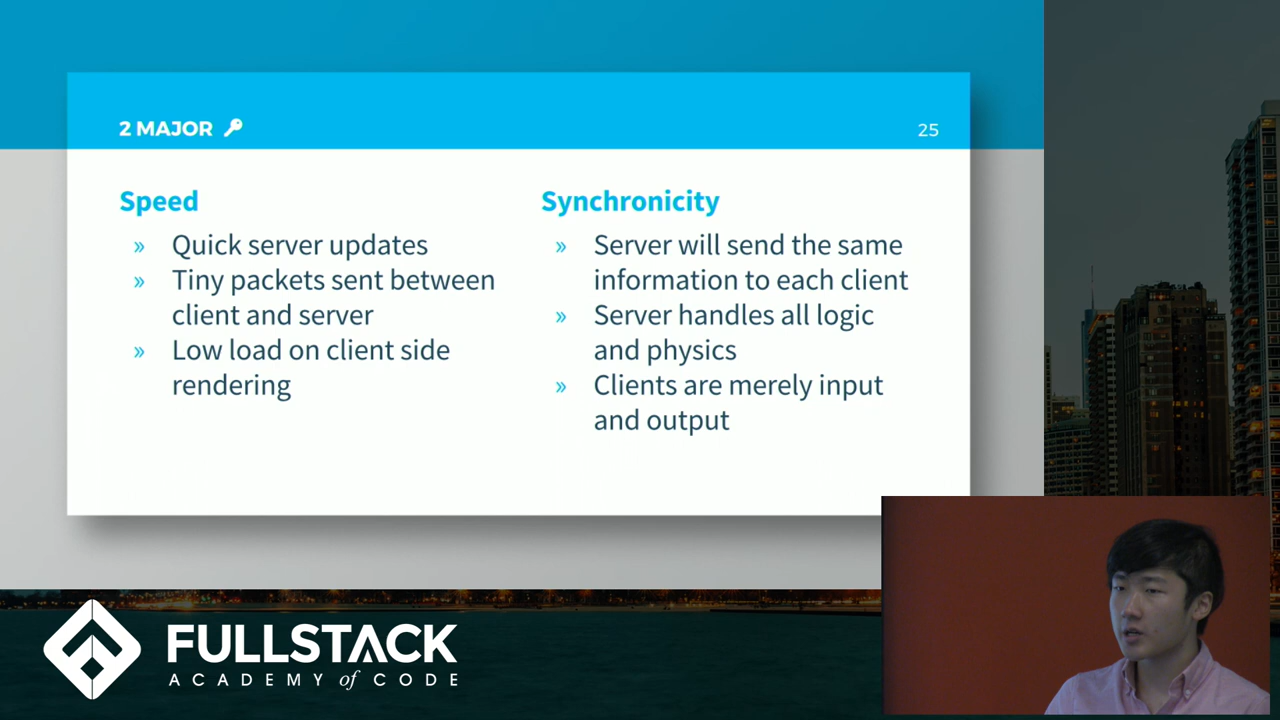 2 MAJOR 🔑
25
Speed
» Quick server updates
» Tiny packets sent between
client and server
» Low load on client side
rendering
Synchronicity
» Server will send the same
information to each client
» Server handles all logic
and physics
» Clients are merely input
and output
FULLSTACK
ACADEMY of CODE